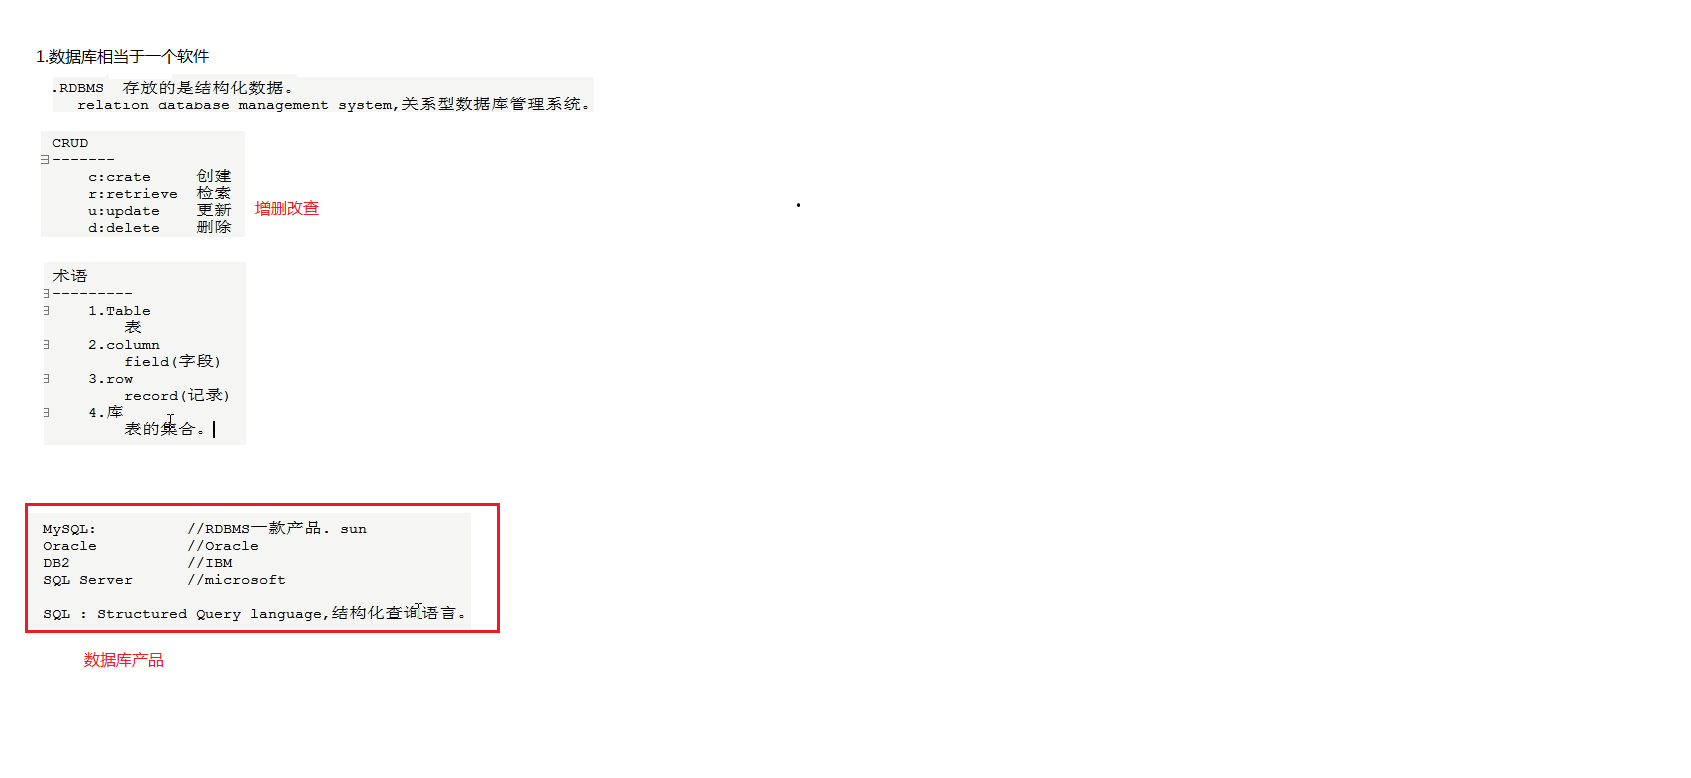 1.数据库相当于一个软件
.RDBMS 存放的是结构化数据。
relation database management system,关系型数据库管理系统。
CRUD
-------
c:crate 创建
r:retrieve 检索
u:update 更新
d:delete 删除
增删改查
术语
---------
1.Table
表
2.column
field(字段)
3.row
record(记录)
4.库
表的集合。
MySQL: //RDBMS一款产品. sun
Oracle //Oracle
DB2 //IBM
SQL Server //microsoft
SQL : Structured Query language,结构化查询语言。
数据库产品